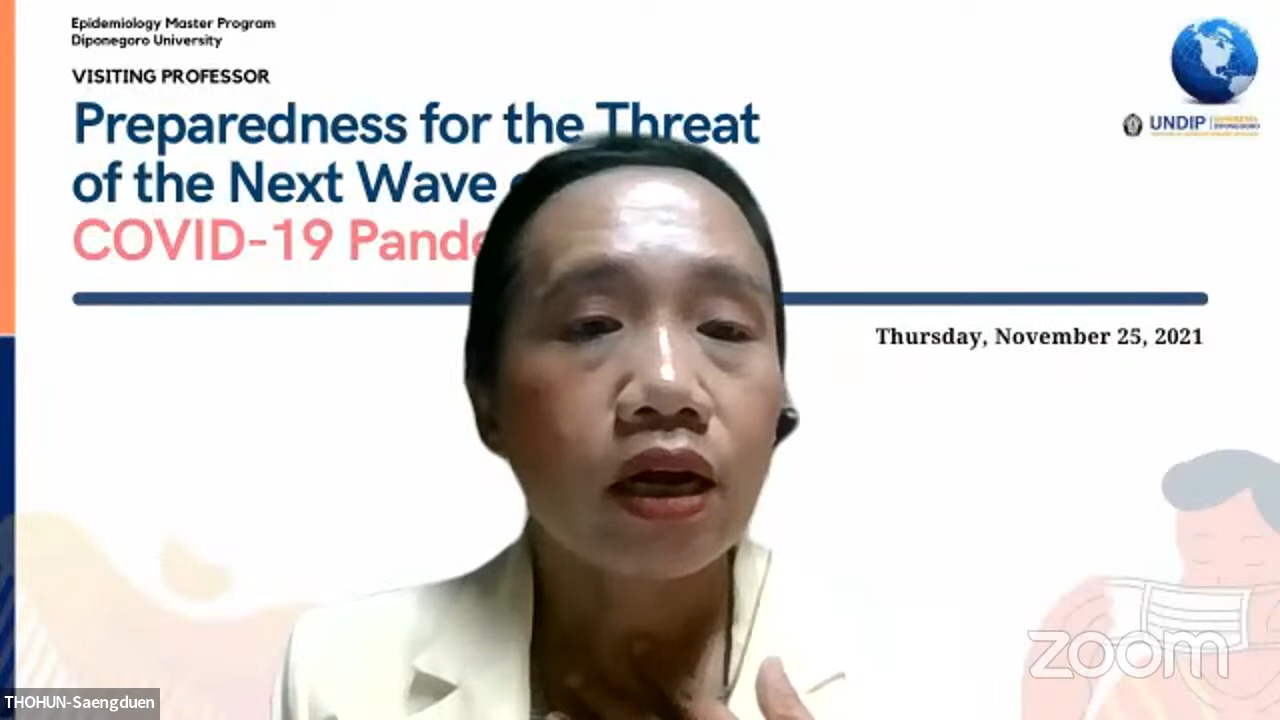 Epidemiology Master Program
Diponegoro University
VISITING PROFESSOR
Preparedness for the Threat
of the Next Wave
COVID-19 Pande
UNDIP
Thursday, November 25, 2021
zoom
THOHUN-Saengduen